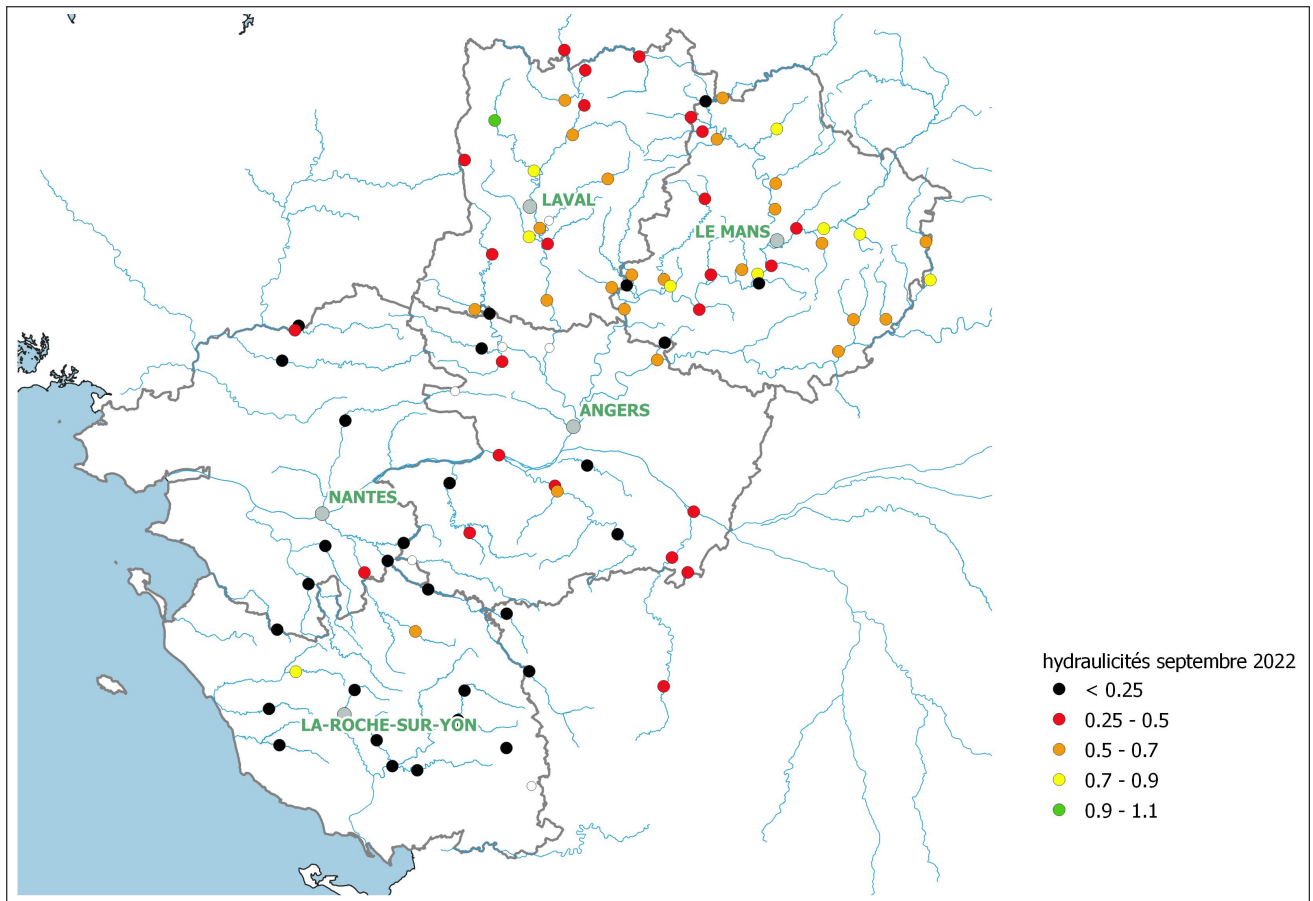 LAVAL
LE MANS
ANGERS
NANTES
LA-ROCHE-SUR-YON
hydraulicités septembre 2022
< 0.25
0.25 - 0.5
0.5 - 0.7
0.7 - 0.9
0.9 - 1.1